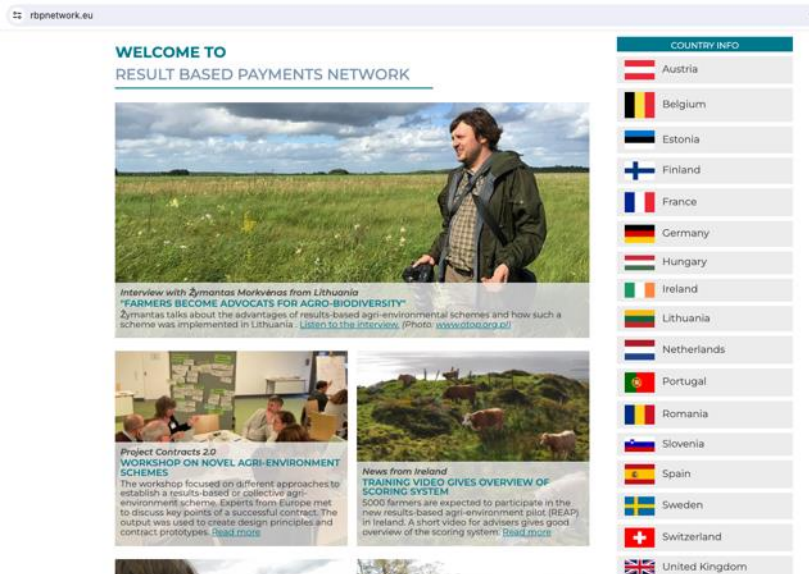 rbpnetwork.eu
WELCOME TO
RESULT BASED PAYMENTS NETWORK
Interview with Žymantas Morkvėnas from Lithuania
"FARMERS BECOME ADVOCATS FOR AGRO-BIODIVERSITY"
Žymantas talks about the advantages of results-based agri-environmental schemes and how such a
scheme was implemented in Lithuania . Listen to the interview. (Photo: www.otop.org.pl)
Project Contracts 2.0
WORKSHOP ON NOVEL AGRI-ENVIRONMENT
SCHEMES
The workshop focused on different approaches to
establish a results-based or collective agri-
environment scheme. Experts from Europe met
to discuss key points of a successful contract. The
output was used to create design principles and
contract prototypes. Read more
News from Ireland
TRAINING VIDEO GIVES OVERVIEW OF
SCORING SYSTEM
5000 farmers are expected to participate in the
new results-based agri-environment pilot (REAP)
in Ireland. A short video for advisers gives good
overview of the scoring system. Read more
COUNTRY INFO
Austria
Belgium
Estonia
Finland
France
Germany
Hungary
Ireland
Lithuania
Netherlands
Portugal
Romania
Slovenia
Spain
Sweden
Switzerland
United Kingdom